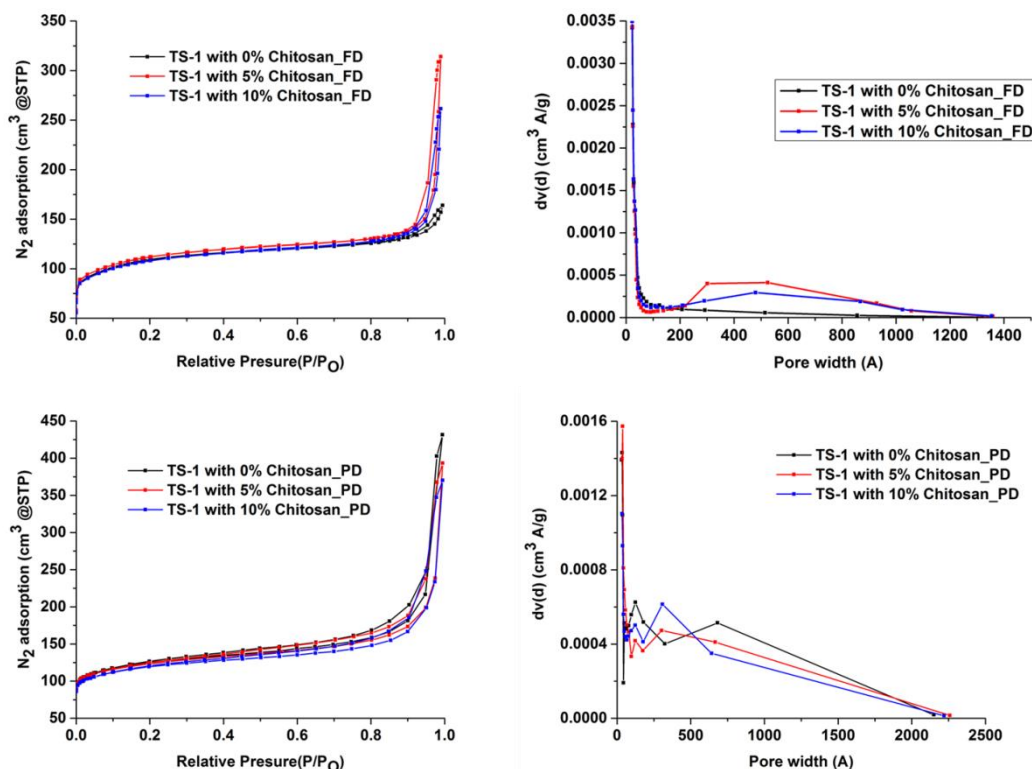 350
300
250
200
150
100
50
0.0 0.2 0.4 0.6 0.8 1.0
N2 adsorption (cm3 @STP)
Relative Presure(P/PO)
TS-1 with 0% Chitosan_FD
TS-1 with 5% Chitosan_FD
TS-1 with 10% Chitosan_FD
0.0035
0.0030
0.0025
0.0020
0.0015
0.0010
0.0005
0.0000
0 200 400 600 800 1000 1200 1400
dv(d) (cm3 A/g)
Pore width (A)
TS-1 with 0% Chitosan_FD
TS-1 with 5% Chitosan_FD
TS-1 with 10% Chitosan_FD
450
400
350
300
250
200
150
100
50
0.0 0.2 0.4 0.6 0.8 1.0
N2 adsorption (cm3 @STP)
Relative Presure(P/PO)
TS-1 with 0% Chitosan_PD
TS-1 with 5% Chitosan_PD
TS-1 with 10% Chitosan_PD
0.0016
0.0012
0.0008
0.0004
0.0000
0 500 1000 1500 2000 2500
dv(d) (cm3 A/g)
Pore width (A)
TS-1 with 0% Chitosan_PD
TS-1 with 5% Chitosan_PD
TS-1 with 10% Chitosan_PD